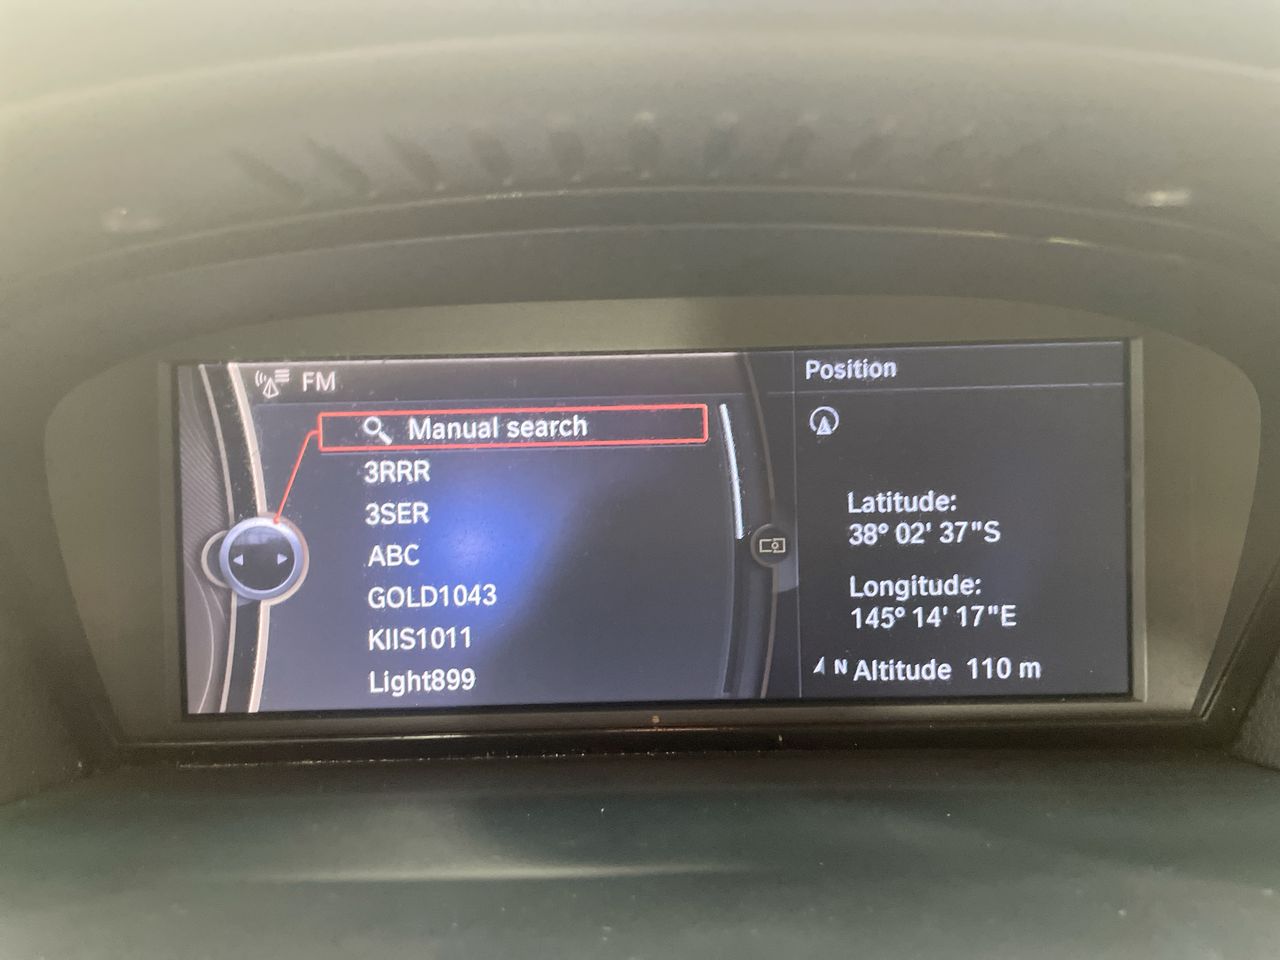 FM
Manual search
3RRR
3SER
ABC
GOLD1043
KIIS1011
Light899
Position
Latitude:
38° 02' 37"S
Longitude:
145° 14' 17"E
N Altitude 110 m